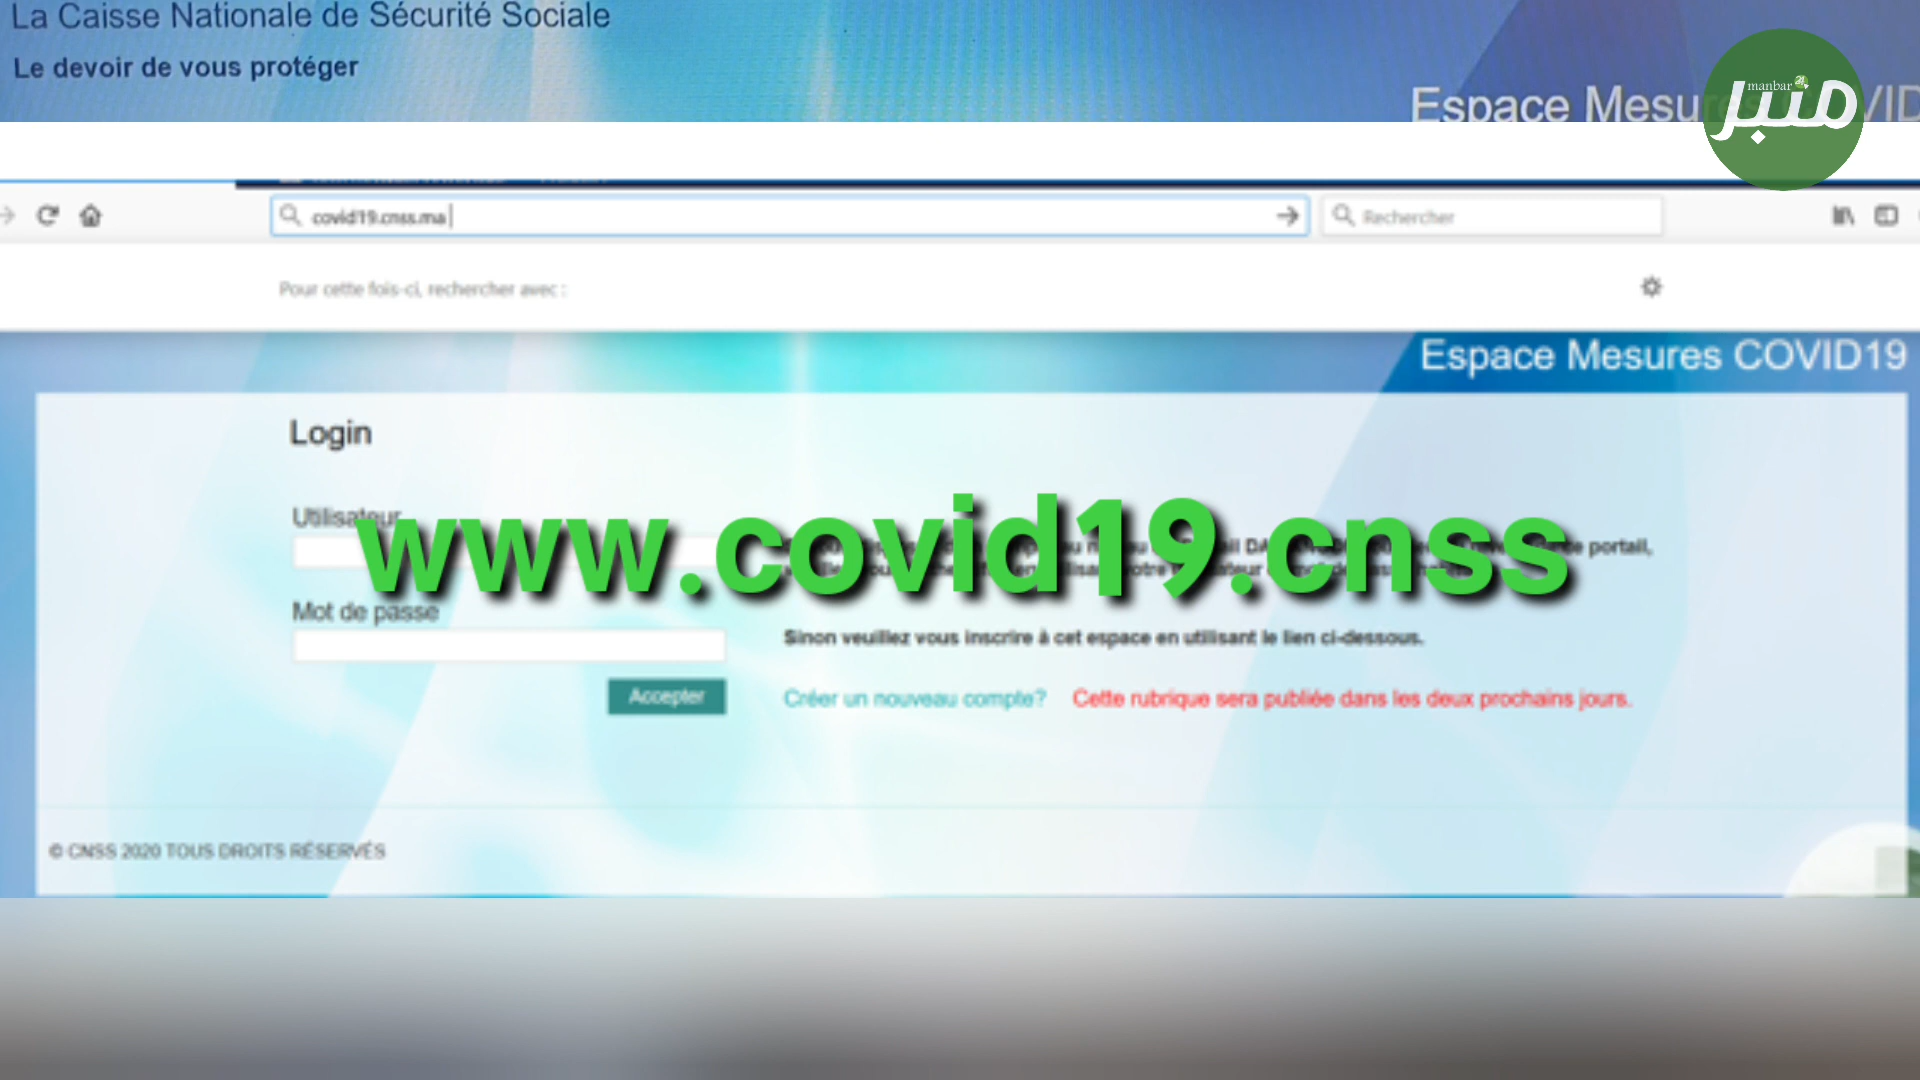 La Caisse Nationale de Sécurité Sociale
Le devoir de vous protéger
Espace Mesu
manbar
منبر
covid19.cnss.ma
Rechercher
Pour cette fois-ci, rechercher avec :
Espace Mesures COVID19
Login
Utilisateur
www.covid19.cnss
portail,
Mot de passe
Sinon veuillez vous inscrire à cet espace en utilisant le lien ci-dessous.
Accepter
Créer un nouveau compte? Cette rubrique sera publiée dans les deux prochains jours.
© CNSS 2020 TOUS DROITS RÉSERVÉS